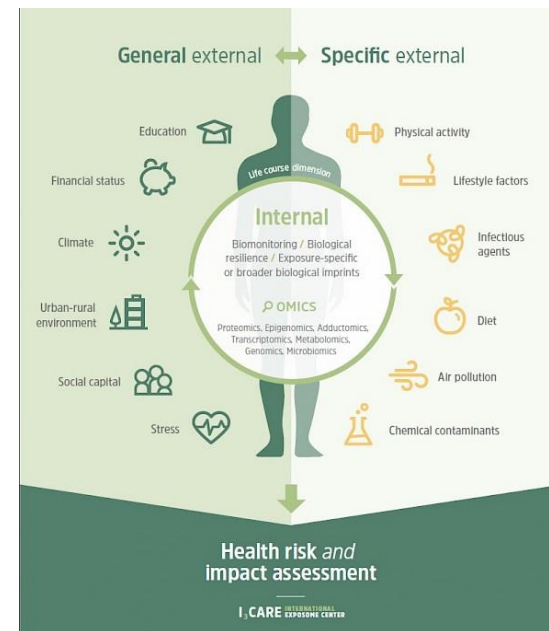 General external
Specific external
Education
Financial status
Climate
Urban-rural
environment
Social capital
Stress
Life course dimension
Internal
Biomonitoring / Biological
resilience / Exposure-specific
or broader biological imprints
OMICS
Proteomics, Epigenomics, Adductomics,
Transcriptomics, Metabolomics,
Genomics, Microbiomics
Physical activity
Lifestyle factors
Infectious
agents
Diet
Air pollution
Chemical contaminants
Health risk and
impact assessment
I3CARE INTERNATIONAL
EXPOSOME CENTER